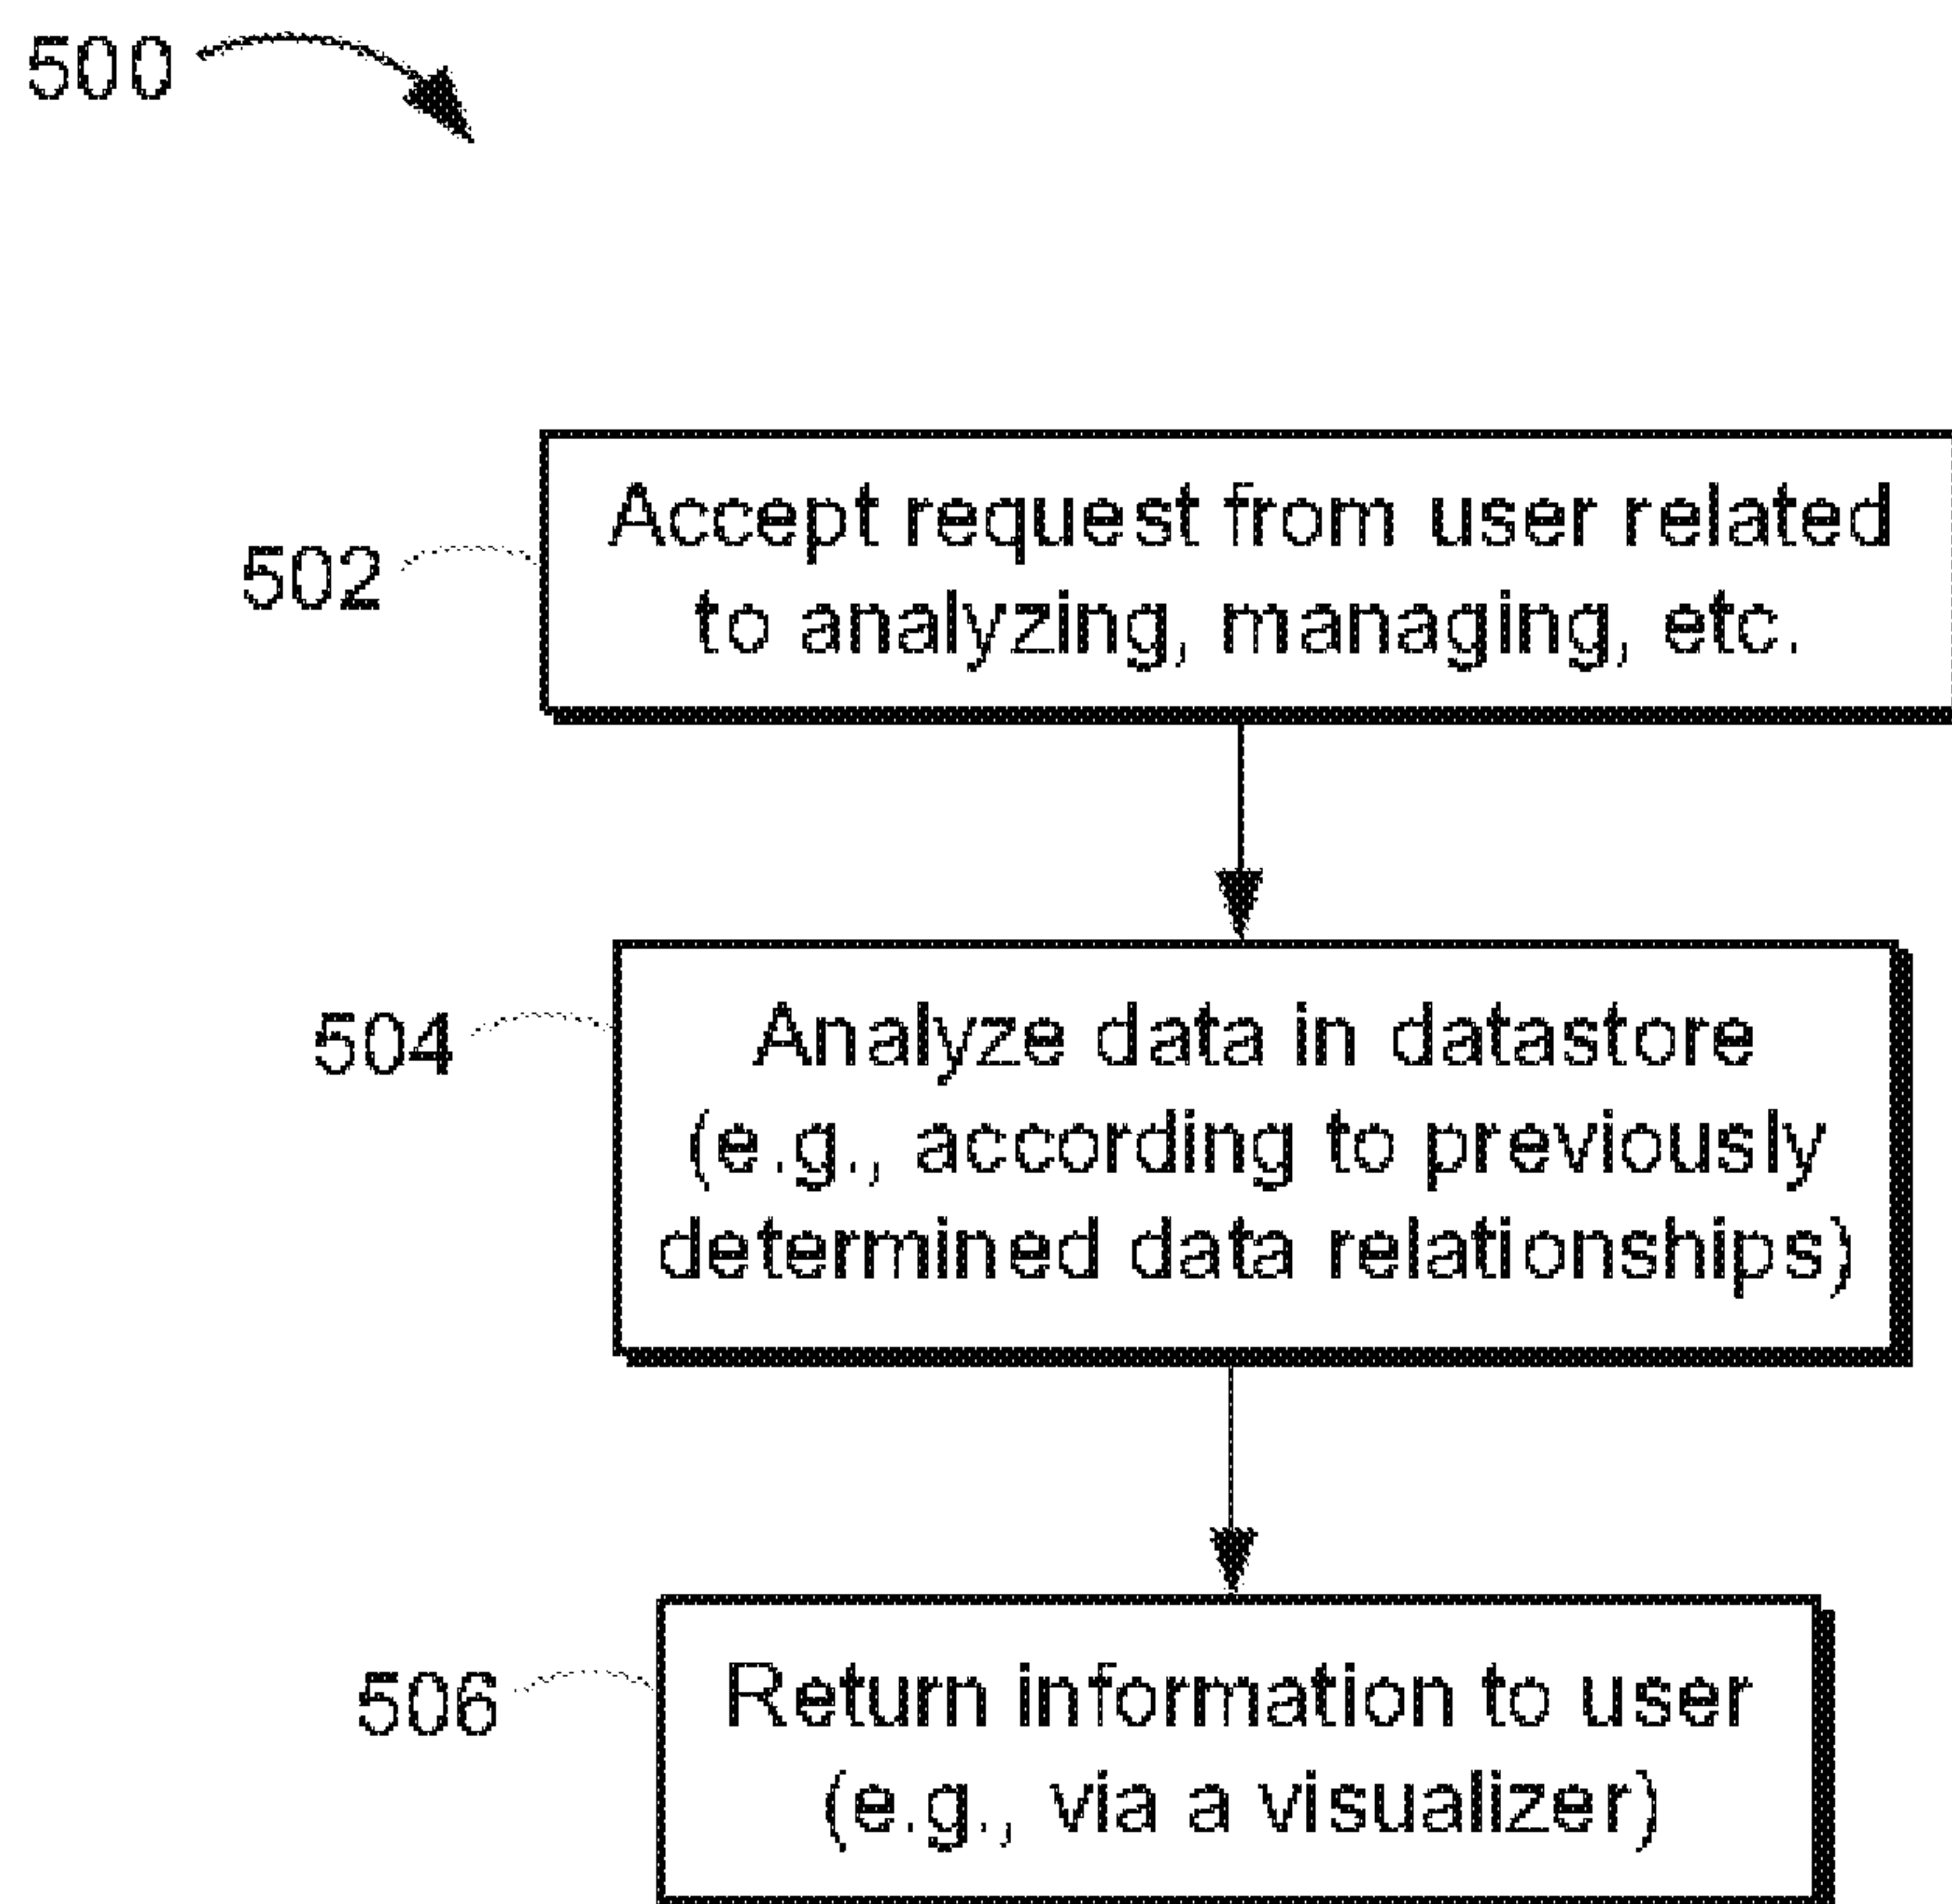 500
502
Accept request from user related
to analyzing, managing, etc.
504
Analyze data in datastore
(e.g., according to previously
determined data relationships)
506
Return information to user
(e.g., via a visualizer)